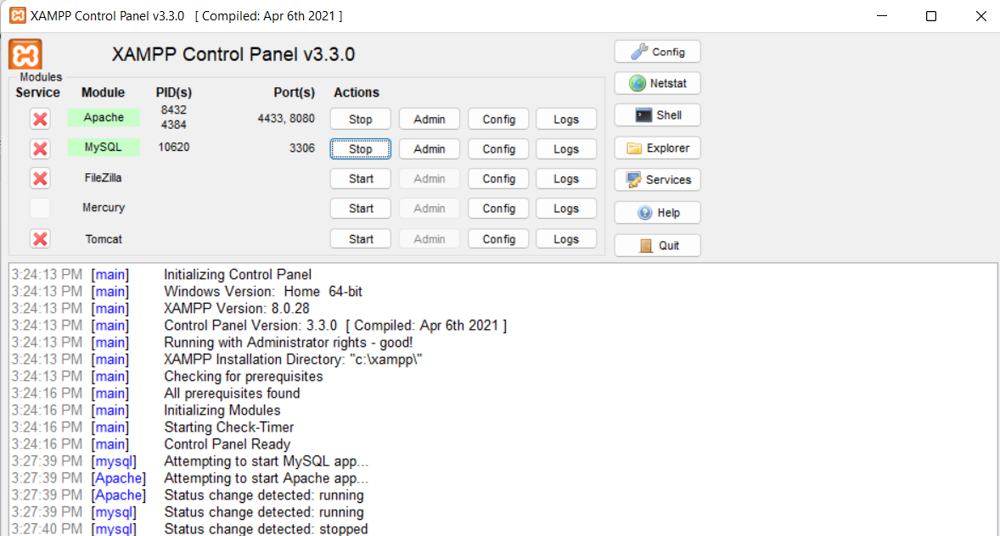 XAMPP Control Panel v3.3.0 [ Compiled: Apr 6th 2021 ]
XAMPP Control Panel v3.3.0
Config
Modules
Service Module PID(s) Port(s) Actions
Netstat
Apache 8432 4384 4433, 8080 Stop Admin Config Logs
Shell
MySQL 10620 3306 Stop Admin Config Logs
Explorer
FileZilla Start Admin Config Logs
Services
Mercury Start Admin Config Logs
Help
Tomcat Start Admin Config Logs
Quit
3:24:13 PM [main] Initializing Control Panel
3:24:13 PM [main] Windows Version: Home 64-bit
3:24:13 PM [main] XAMPP Version: 8.0.28
3:24:13 PM [main] Control Panel Version: 3.3.0 [ Compiled: Apr 6th 2021 ]
3:24:13 PM [main] Running with Administrator rights - good!
3:24:13 PM [main] XAMPP Installation Directory: "c:\xampp\"
3:24:13 PM [main] Checking for prerequisites
3:24:16 PM [main] All prerequisites found
3:24:16 PM [main] Initializing Modules
3:24:16 PM [main] Starting Check-Timer
3:24:16 PM [main] Control Panel Ready
3:27:39 PM [mysql] Attempting to start MySQL app...
3:27:39 PM [Apache] Attempting to start Apache app...
3:27:39 PM [Apache] Status change detected: running
3:27:39 PM [mysql] Status change detected: running
3:27:40 PM [mysql] Status change detected: stopped